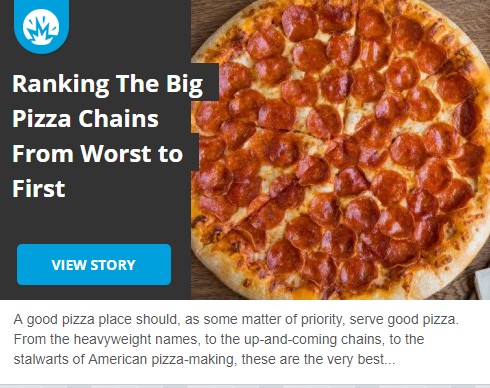 Ranking The Big
Pizza Chains
From Worst to
First
VIEW STORY
A good pizza place should, as some matter of priority, serve good pizza.
From the heavyweight names, to the up-and-coming chains, to the
stalwarts of American pizza-making, these are the very best...